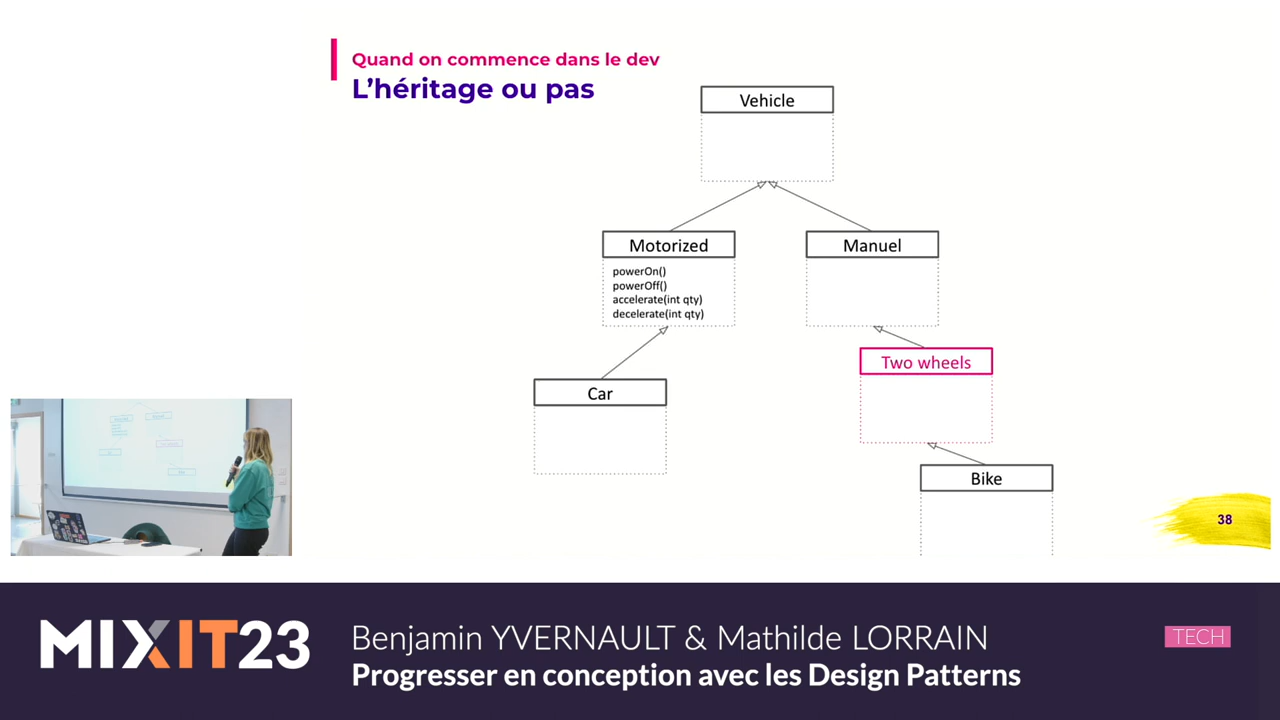 Quand on commence dans le dev
L'héritage ou pas
Vehicle
Motorized
powerOn()
powerOff()
accelerate(int qty)
decelerate(int qty)
Manuel
Two wheels
Car
Bike
38
MIXIT23
Benjamin YVERNAULT & Mathilde LORRAIN
Progresser en conception avec les Design Patterns
TECH